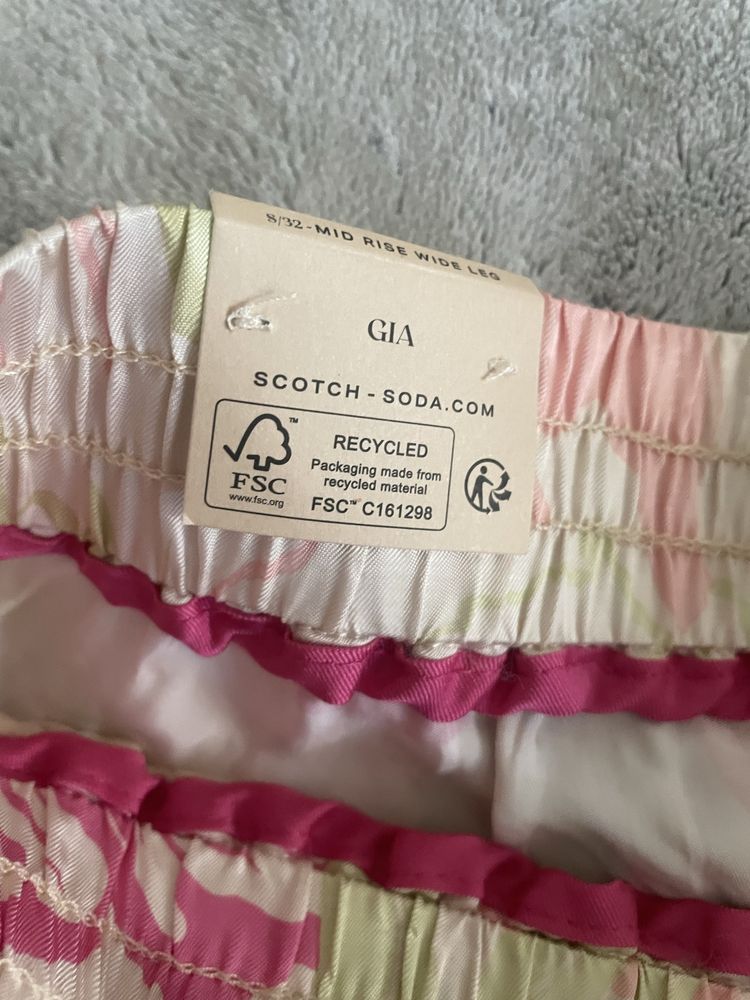 8/32-MID RISE WIDE LEG
GIA
SCOTCH - SODA.COM
FSC™
www.fsc.org
RECYCLED
Packaging made from
recycled material
FSC™ C161298